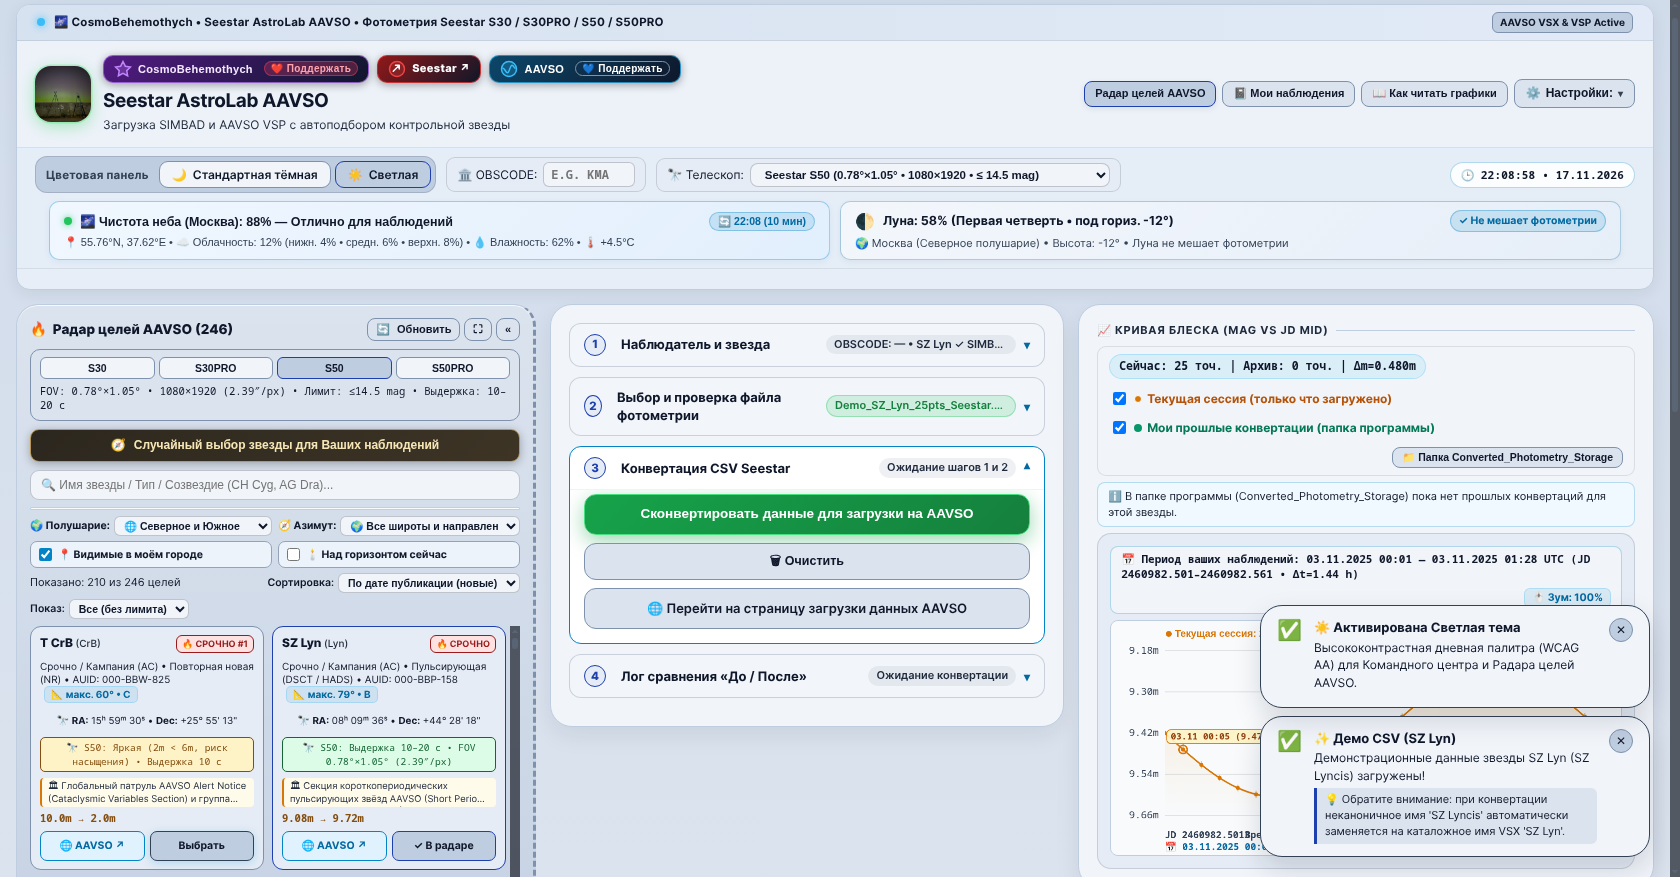 CosmoBehemothych • Seestar AstroLab AAVSO • Фотометрия Seestar S30 / S30PRO / S50 / S50PRO
AAVSO VSX & VSP Active
CosmoBehemothych ❤️ Поддержать
Seestar ↗
AAVSO 💙 Поддержать
Seestar AstroLab AAVSO
Загрузка SIMBAD и AAVSO VSP с автоподбором контрольной звезды
Радар целей AAVSO
📓 Мои наблюдения
📖 Как читать графики
⚙️ Настройки: ▾
Цветовая панель
🌙 Стандартная тёмная
☀️ Светлая
🏛️ OBSCODE: E.G. KMA
🔭 Телескоп: Seestar S50 (0.78°×1.05° • 1080×1920 • ≤ 14.5 mag)
🕒 22:08:58 • 17.11.2026
🌌 Чистота неба (Москва): 88% — Отлично для наблюдений
🔄 22:08 (10 мин)
📍 55.76°N, 37.62°E • ☁️ Облачность: 12% (нижн. 4% • средн. 6% • верхн. 8%) • 💧 Влажность: 62% • 🌡️ +4.5°C
Луна: 58% (Первая четверть • под гориз. -12°)
✓ Не мешает фотометрии
🌍 Москва (Северное полушарие) • Высота: -12° • Луна не мешает фотометрии
🔥 Радар целей AAVSO (246)
🔄 Обновить
⛶
«
S30
S30PRO
S50
S50PRO
FOV: 0.78°×1.05° • 1080×1920 (2.39″/px) • Лимит: ≤14.5 mag • Выдержка: 10–
20 с
🧭 Случайный выбор звезды для Ваших наблюдений
🔍 Имя звезды / Тип / Созвездие (CH Cyg, AG Dra)...
🌍 Полушарие: 🌐 Северное и Южное
🧭 Азимут: 🌍 Все широты и направлен
📍 Видимые в моём городе
Над горизонтом сейчас
Показано: 210 из 246 целей
Сортировка: По дате публикации (новые)
Показ: Все (без лимита)
T CrB (CrB)
🔥 СРОЧНО #1
Срочно / Кампания (AC) • Повторная новая
(NR) • AUID: 000-BBW-825
📐 макс. 60° • С
🔭 RA: 15ʰ 59ᵐ 30ˢ • Dec: +25° 55' 13"
🔭 S50: Яркая (2m < 6m, риск
насыщения) • Выдержка 10 с
🏛️ Глобальный патруль AAVSO Alert Notice
(Cataclysmic Variables Section) и группа...
10.0m → 2.0m
🌐 AAVSO ↗
Выбрать
SZ Lyn (Lyn)
🔥 СРОЧНО
Срочно / Кампания (AC) • Пульсирующая
(DSCT / HADS) • AUID: 000-BBP-158
📐 макс. 79° • В
🔭 RA: 08ʰ 09ᵐ 36ˢ • Dec: +44° 28' 18"
🔭 S50: Выдержка 10–20 с • FOV
0.78°×1.05° (2.39″/px)
🏛️ Секция короткопериодических
пульсирующих звёзд AAVSO (Short Perio...
9.08m → 9.72m
🌐 AAVSO ↗
✓ В радаре
1 Наблюдатель и звезда
OBSCODE: — • SZ Lyn ✓ SIMB...
2 Выбор и проверка файла
фотометрии
Demo_SZ_Lyn_25pts_Seestar....
3 Конвертация CSV Seestar
Ожидание шагов 1 и 2
Сконвертировать данные для загрузки на AAVSO
🗑️ Очистить
🌐 Перейти на страницу загрузки данных AAVSO
4 Лог сравнения «До / После»
Ожидание конвертации
📈 КРИВАЯ БЛЕСКА (MAG VS JD MID)
Сейчас: 25 точ. | Архив: 0 точ. | Δm=0.480m
Текущая сессия (только что загружено)
Мои прошлые конвертации (папка программы)
📁 Папка Converted_Photometry_Storage
ℹ️ В папке программы (Converted_Photometry_Storage) пока нет прошлых конвертаций для
этой звезды.
📅 Период ваших наблюдений: 03.11.2025 00:01 — 03.11.2025 01:28 UTC (JD
2460982.501–2460982.561 • Δt=1.44 h)
Зум: 100%
Текущая сессия:
9.18m
9.30m
9.42m
9.54m
9.66m
03.11 00:05 (9.47
JD 2460982.501
📅 03.11.2025 00:
✅ ☀️ Активирована Светлая тема
Высококонтрастная дневная палитра (WCAG
AA) для Командного центра и Радара целей
AAVSO.
✕
✅ ✨ Демо CSV (SZ Lyn)
Демонстрационные данные звезды SZ Lyn (SZ
Lyncis) загружены!
💡 Обратите внимание: при конвертации
неканоничное имя 'SZ Lyncis' автоматически
заменяется на каталожное имя VSX 'SZ Lyn'.
✕